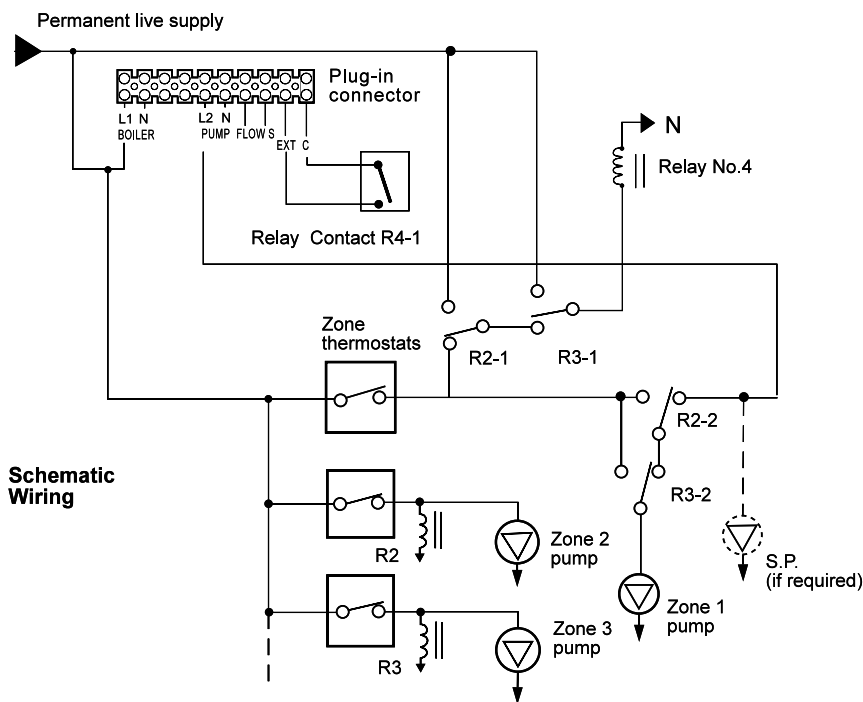 Permanent live supply
Plug-in
connector
L1 N
L2 N
BOILER
PUMP
FLOW S
EXT C
N
Relay No.4
Relay Contact R4-1
Zone
thermostats
R2-1
R3-1
R2-2
Schematic
Wiring
R3-2
R2
Zone 2
pump
S.P.
(if required)
Zone 1
pump
Zone 3
pump
R3